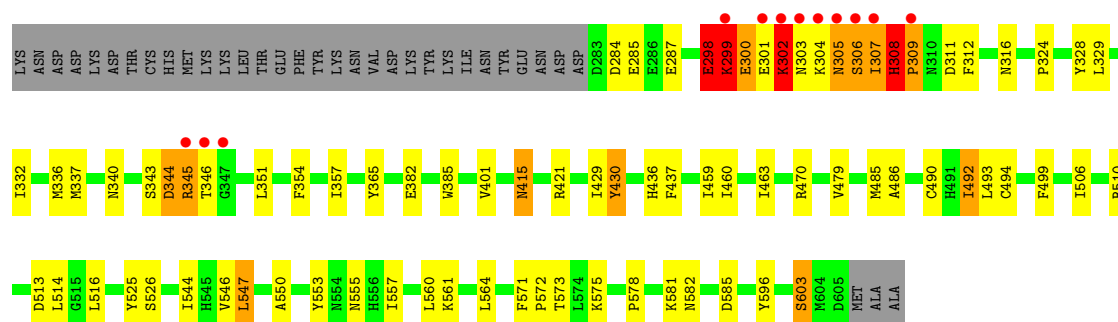 LYS ASN ASP ASP LYS ASP THR CYS HIS MET LYS LYS LEU THR GLU PHE TYR LYS ASN VAL ASP LYS TYR LYS ILE ASN TYR GLU ASN ASP ASP D283 D284 E285 E286 E287 E298 K299 E300 E301 K302 N303 K304 N305 S306 I307 H308 P309 N310 D311 F312 N316 P324 Y328 L329
I332 M336 M337 N340 S343 D344 R345 T346 G347 L351 F354 I357 Y365 E382 W385 V401 N415 R421 I429 Y430 H436 F437 I459 I460 I463 R470 V479 M485 A486 C490 H491 I492 L493 C494 F499 I506 R510
D513 L514 G515 L516 Y525 S526 I544 H545 V546 L547 A550 Y553 N554 N555 H556 I557 L560 K561 L564 F571 P572 T573 L574 K575 P578 K581 N582 D585 Y596 S603 M604 D605 MET ALA ALA